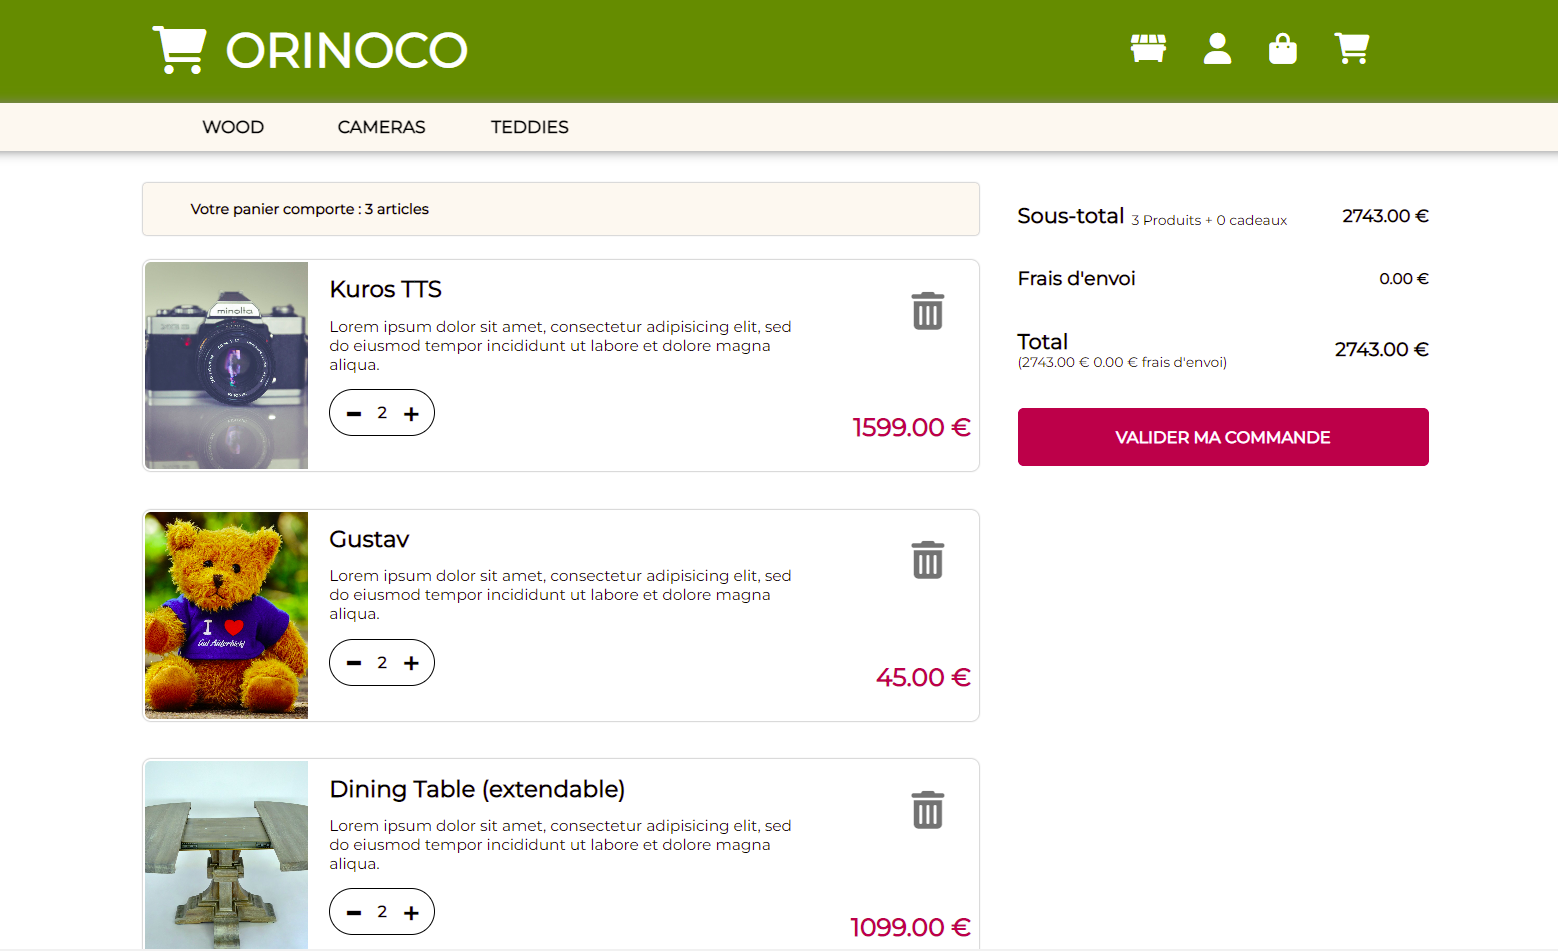 ORINOCO
WOOD CAMERAS TEDDIES
Votre panier comporte : 3 articles
minolta
Kuros TTS
Lorem ipsum dolor sit amet, consectetur adipisicing elit, sed
do eiusmod tempor incididunt ut labore et dolore magna
aliqua.
2
1599.00 €
I
Gustav
Lorem ipsum dolor sit amet, consectetur adipisicing elit, sed
do eiusmod tempor incididunt ut labore et dolore magna
aliqua.
2
45.00 €
Dining Table (extendable)
Lorem ipsum dolor sit amet, consectetur adipisicing elit, sed
do eiusmod tempor incididunt ut labore et dolore magna
aliqua.
2
1099.00 €
Sous-total 3 Produits + 0 cadeaux 2743.00 €
Frais d'envoi 0.00 €
Total 2743.00 €
(2743.00 € 0.00 € frais d'envoi)
VALIDER MA COMMANDE